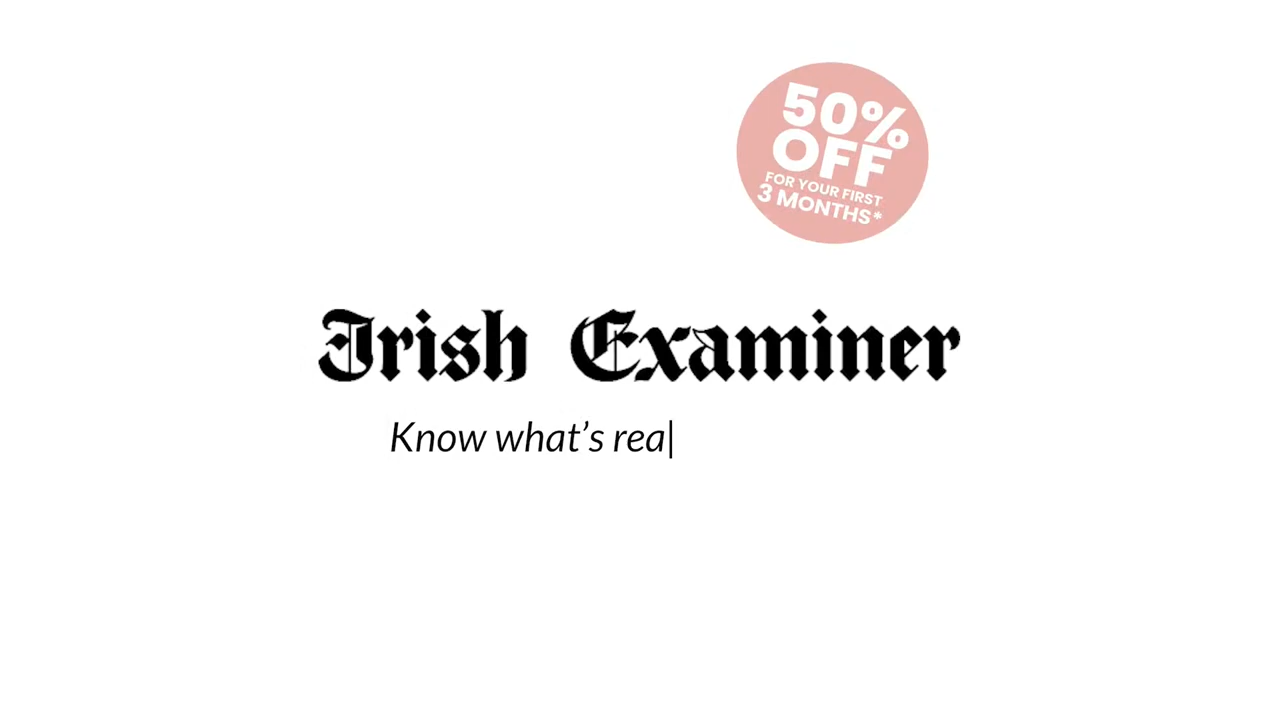 50%
OFF
FOR YOUR FIRST
3 MONTHS*
Irish Examiner
Know what's rea|